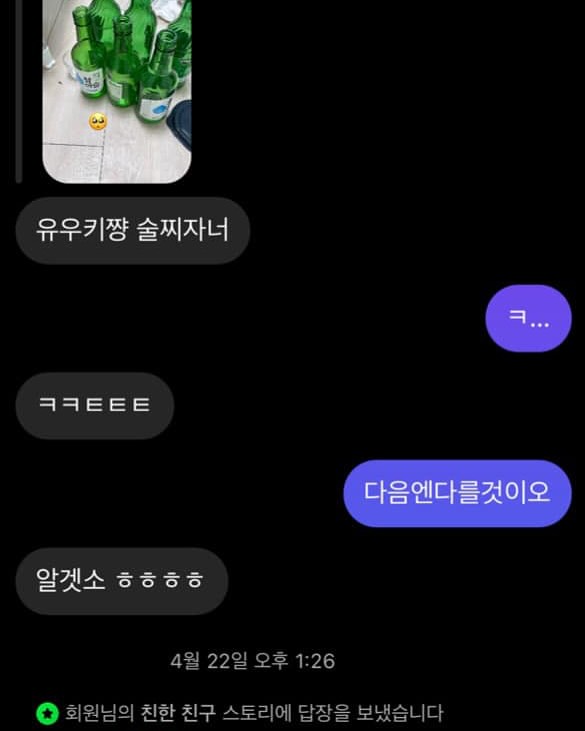 유우키쨩 술찌자너
ㅋ...
ㅋㅋㅌㅌㅌ
다음엔다를것이오
알겟소 ㅎㅎㅎㅎ
4월 22일 오후 1:26
회원님의 친한 친구 스토리에 답장을 보냈습니다